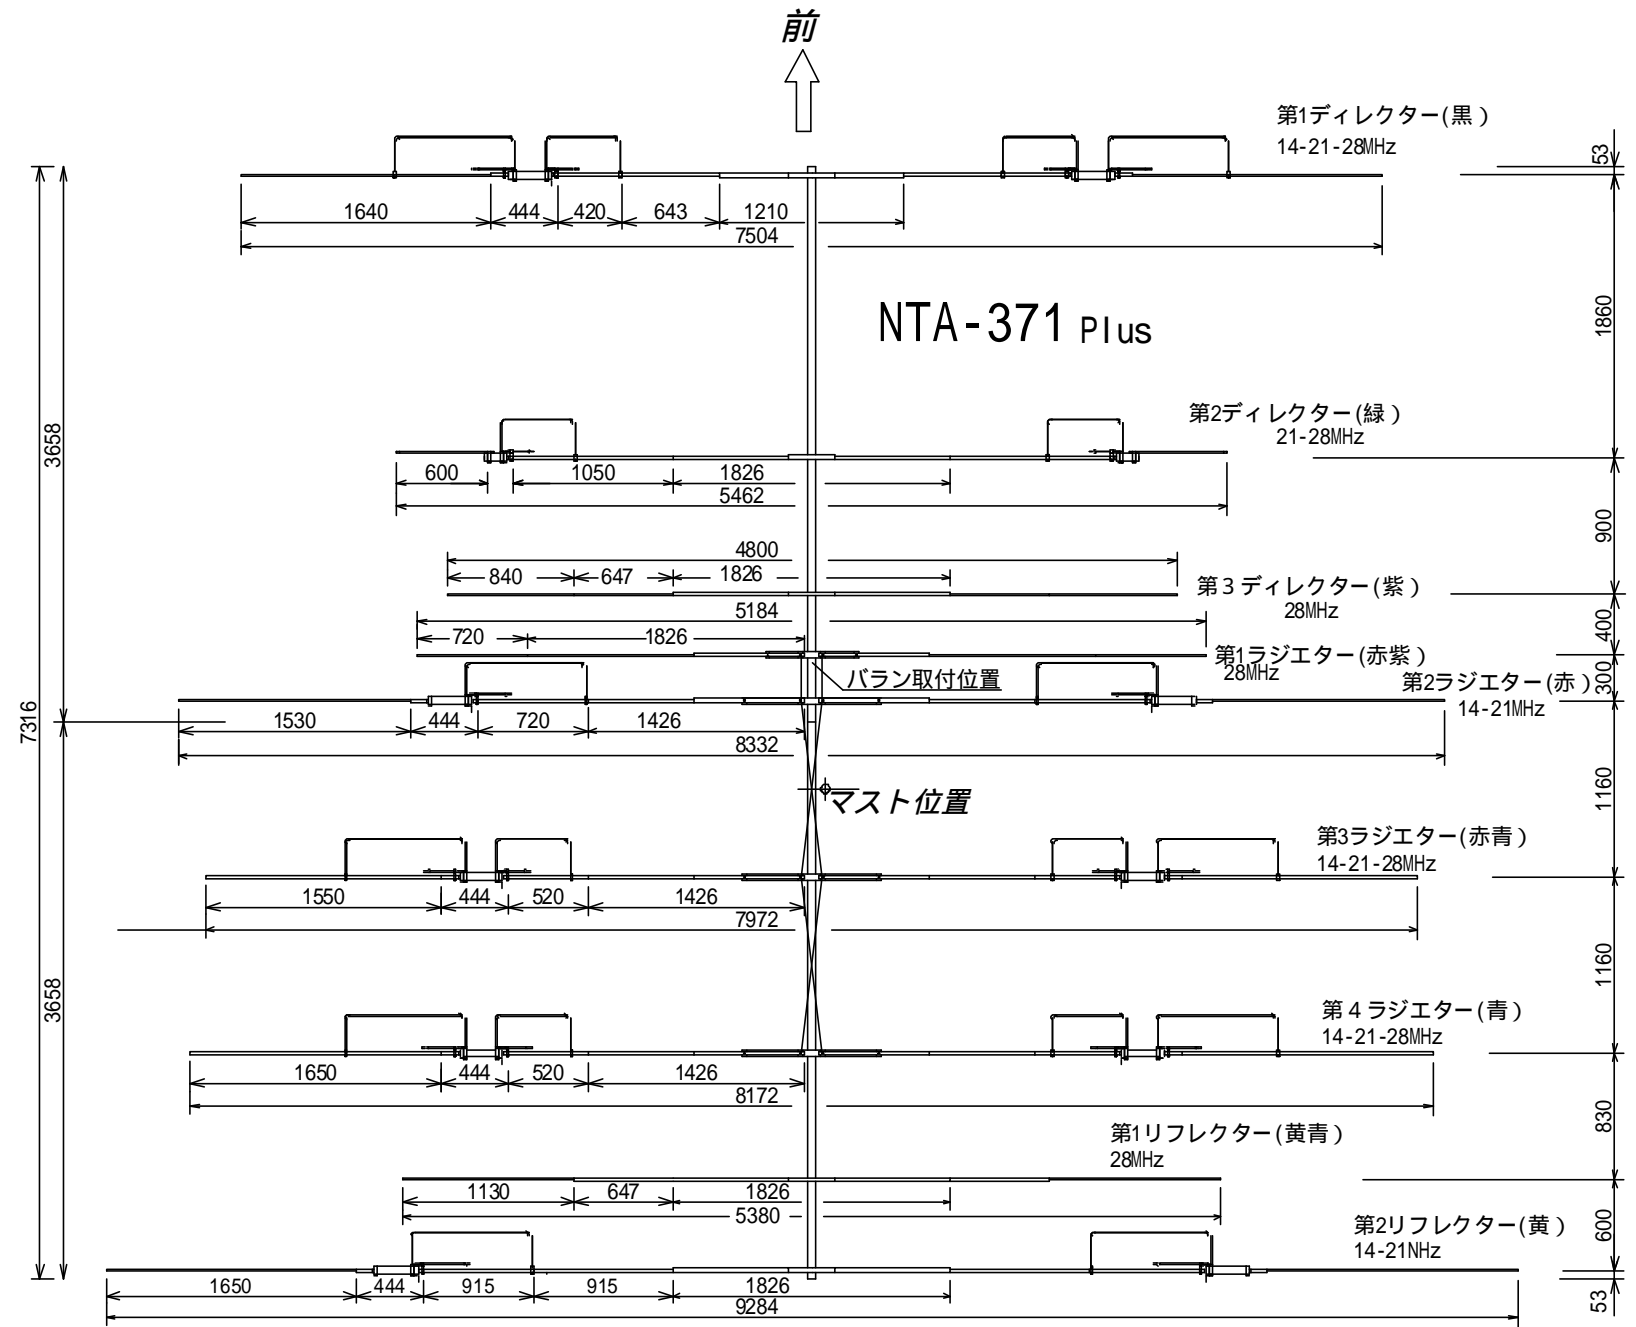 前
第1ディレクター(黒)
14-21-28MHz
53
1640
444
420
643
1210
7504
NTA-371 Plus
1860
3658
第2ディレクター(緑)
21-28MHz
600
1050
1826
5462
900
4800
840
647
1826
第3ディレクター(紫)
28MHz
5184
400
720
1826
第1ラジエター(赤紫)
28MHz
バラン取付位置
300
第2ラジエター(赤)
14-21MHz
7316
1530
444
720
1426
8332
マスト位置
1160
第3ラジエター(赤青)
14-21-28MHz
1550
444
520
1426
7972
3658
1160
第4ラジエター(青)
14-21-28MHz
1650
444
520
1426
8172
830
第1リフレクター(黄青)
28MHz
1130
647
1826
5380
600
第2リフレクター(黄)
14-21NHz
1650
444
915
915
1826
9284
53